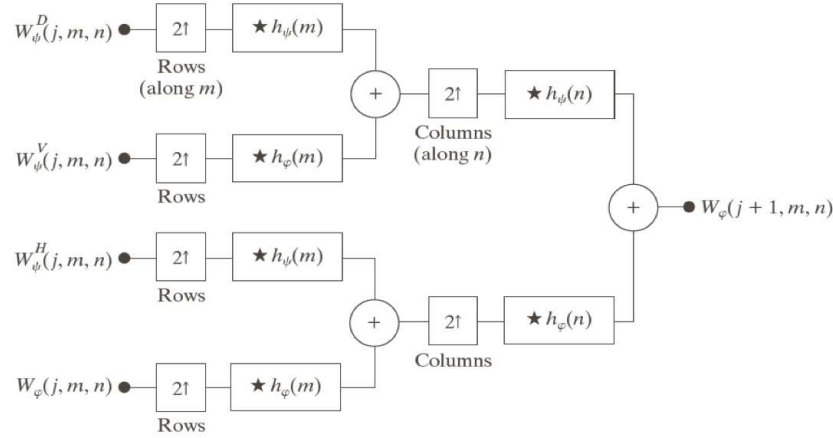 W_ψ^D(j, m, n)
2↑
★ h_ψ(m)
Rows
(along m)
+
2↑
★ h_ψ(n)
Columns
(along n)
W_ψ^V(j, m, n)
2↑
★ h_φ(m)
Rows
+
W_φ(j + 1, m, n)
W_ψ^H(j, m, n)
2↑
★ h_ψ(m)
Rows
+
2↑
★ h_φ(n)
Columns
W_φ(j, m, n)
2↑
★ h_φ(m)
Rows